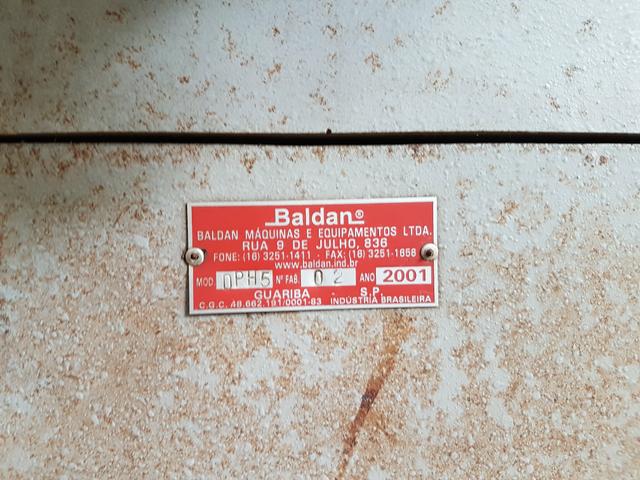 Baldan®
BALDAN MÁQUINAS E EQUIPAMENTOS LTDA.
RUA 9 DE JULHO, 836
FONE: (16) 3251-1411 - FAX: (16) 3251-1658
www.baldan.ind.br
MOD. DPH5 Nº FAB. 02 ANO 2001
GUARIBA S.P.
C.G.C. 48.662.191/0001-83 INDÚSTRIA BRASILEIRA